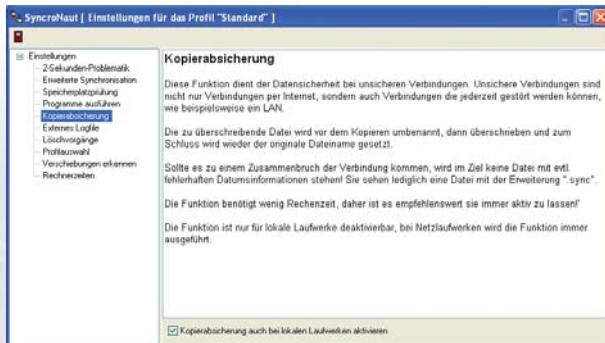 SyncroNaut [ Einstellungen für das Profil "Standard" ]
Einstellungen
2-Sekunden-Problematik
Erweiterte Synchronisation
Speicherplatzprüfung
Programme ausführen
Kopierabsicherung
Externes Logfile
Löschvorgänge
Profilauswahl
Verschiebungen erkennen
Rechnerzeiten
Kopierabsicherung
Diese Funktion dient der Datensicherheit bei unsicheren Verbindungen. Unsichere Verbindungen sind
nicht nur Verbindungen per Internet, sondern auch Verbindungen die jederzeit gestört werden können,
wie beispielsweise ein LAN.
Die zu überschreibende Datei wird vor dem Kopieren umbenannt, dann überschrieben und zum
Schluss wird wieder der originale Dateiname gesetzt.
Sollte es zu einem Zusammenbruch der Verbindung kommen, wird im Ziel keine Datei mit evtl.
fehlerhaften Datumsinformationen stehen! Sie sehen lediglich eine Datei mit der Erweiterung ".sync".
Die Funktion benötigt wenig Rechenzeit, daher ist es empfehlenswert sie immer aktiv zu lassen!'
Die Funktion ist nur für lokale Laufwerke deaktivierbar, bei Netzlaufwerken wird die Funktion immer
ausgeführt.
Kopierabsicherung auch bei lokalen Laufwerken aktivieren